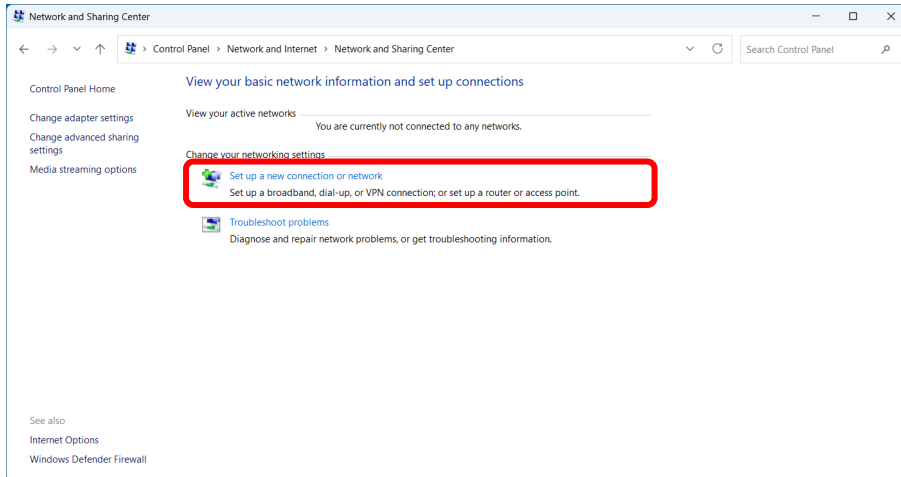 Network and Sharing Center
Control Panel > Network and Internet > Network and Sharing Center
Search Control Panel
Control Panel Home
Change adapter settings
Change advanced sharing
settings
Media streaming options
View your basic network information and set up connections
View your active networks
You are currently not connected to any networks.
Change your networking settings
Set up a new connection or network
Set up a broadband, dial-up, or VPN connection; or set up a router or access point.
Troubleshoot problems
Diagnose and repair network problems, or get troubleshooting information.
See also
Internet Options
Windows Defender Firewall